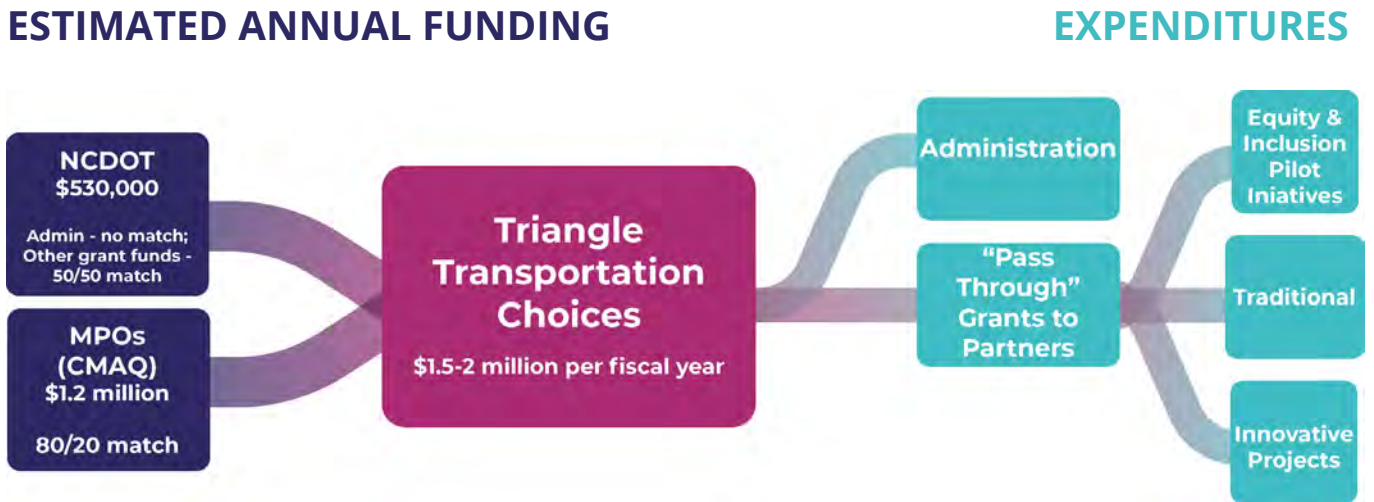 ESTIMATED ANNUAL FUNDING
EXPENDITURES
NCDOT
$530,000
Admin - no match;
Other grant funds -
50/50 match
MPOs
(CMAQ)
$1.2 million
80/20 match
Triangle
Transportation
Choices
$1.5-2 million per fiscal year
Administration
“Pass
Through”
Grants to
Partners
Equity &
Inclusion
Pilot
Iniatives
Traditional
Innovative
Projects